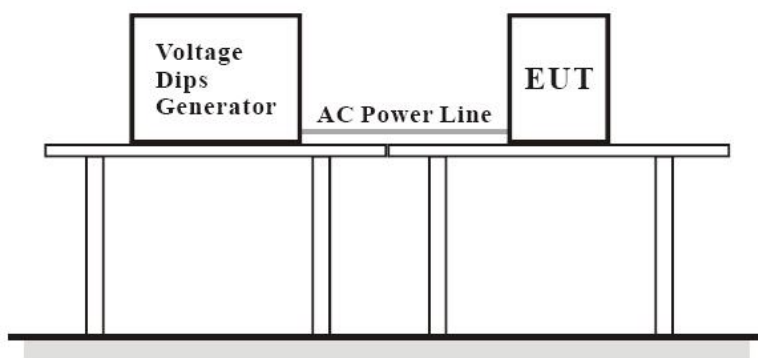 Voltage
Dips
Generator
AC Power Line
EUT